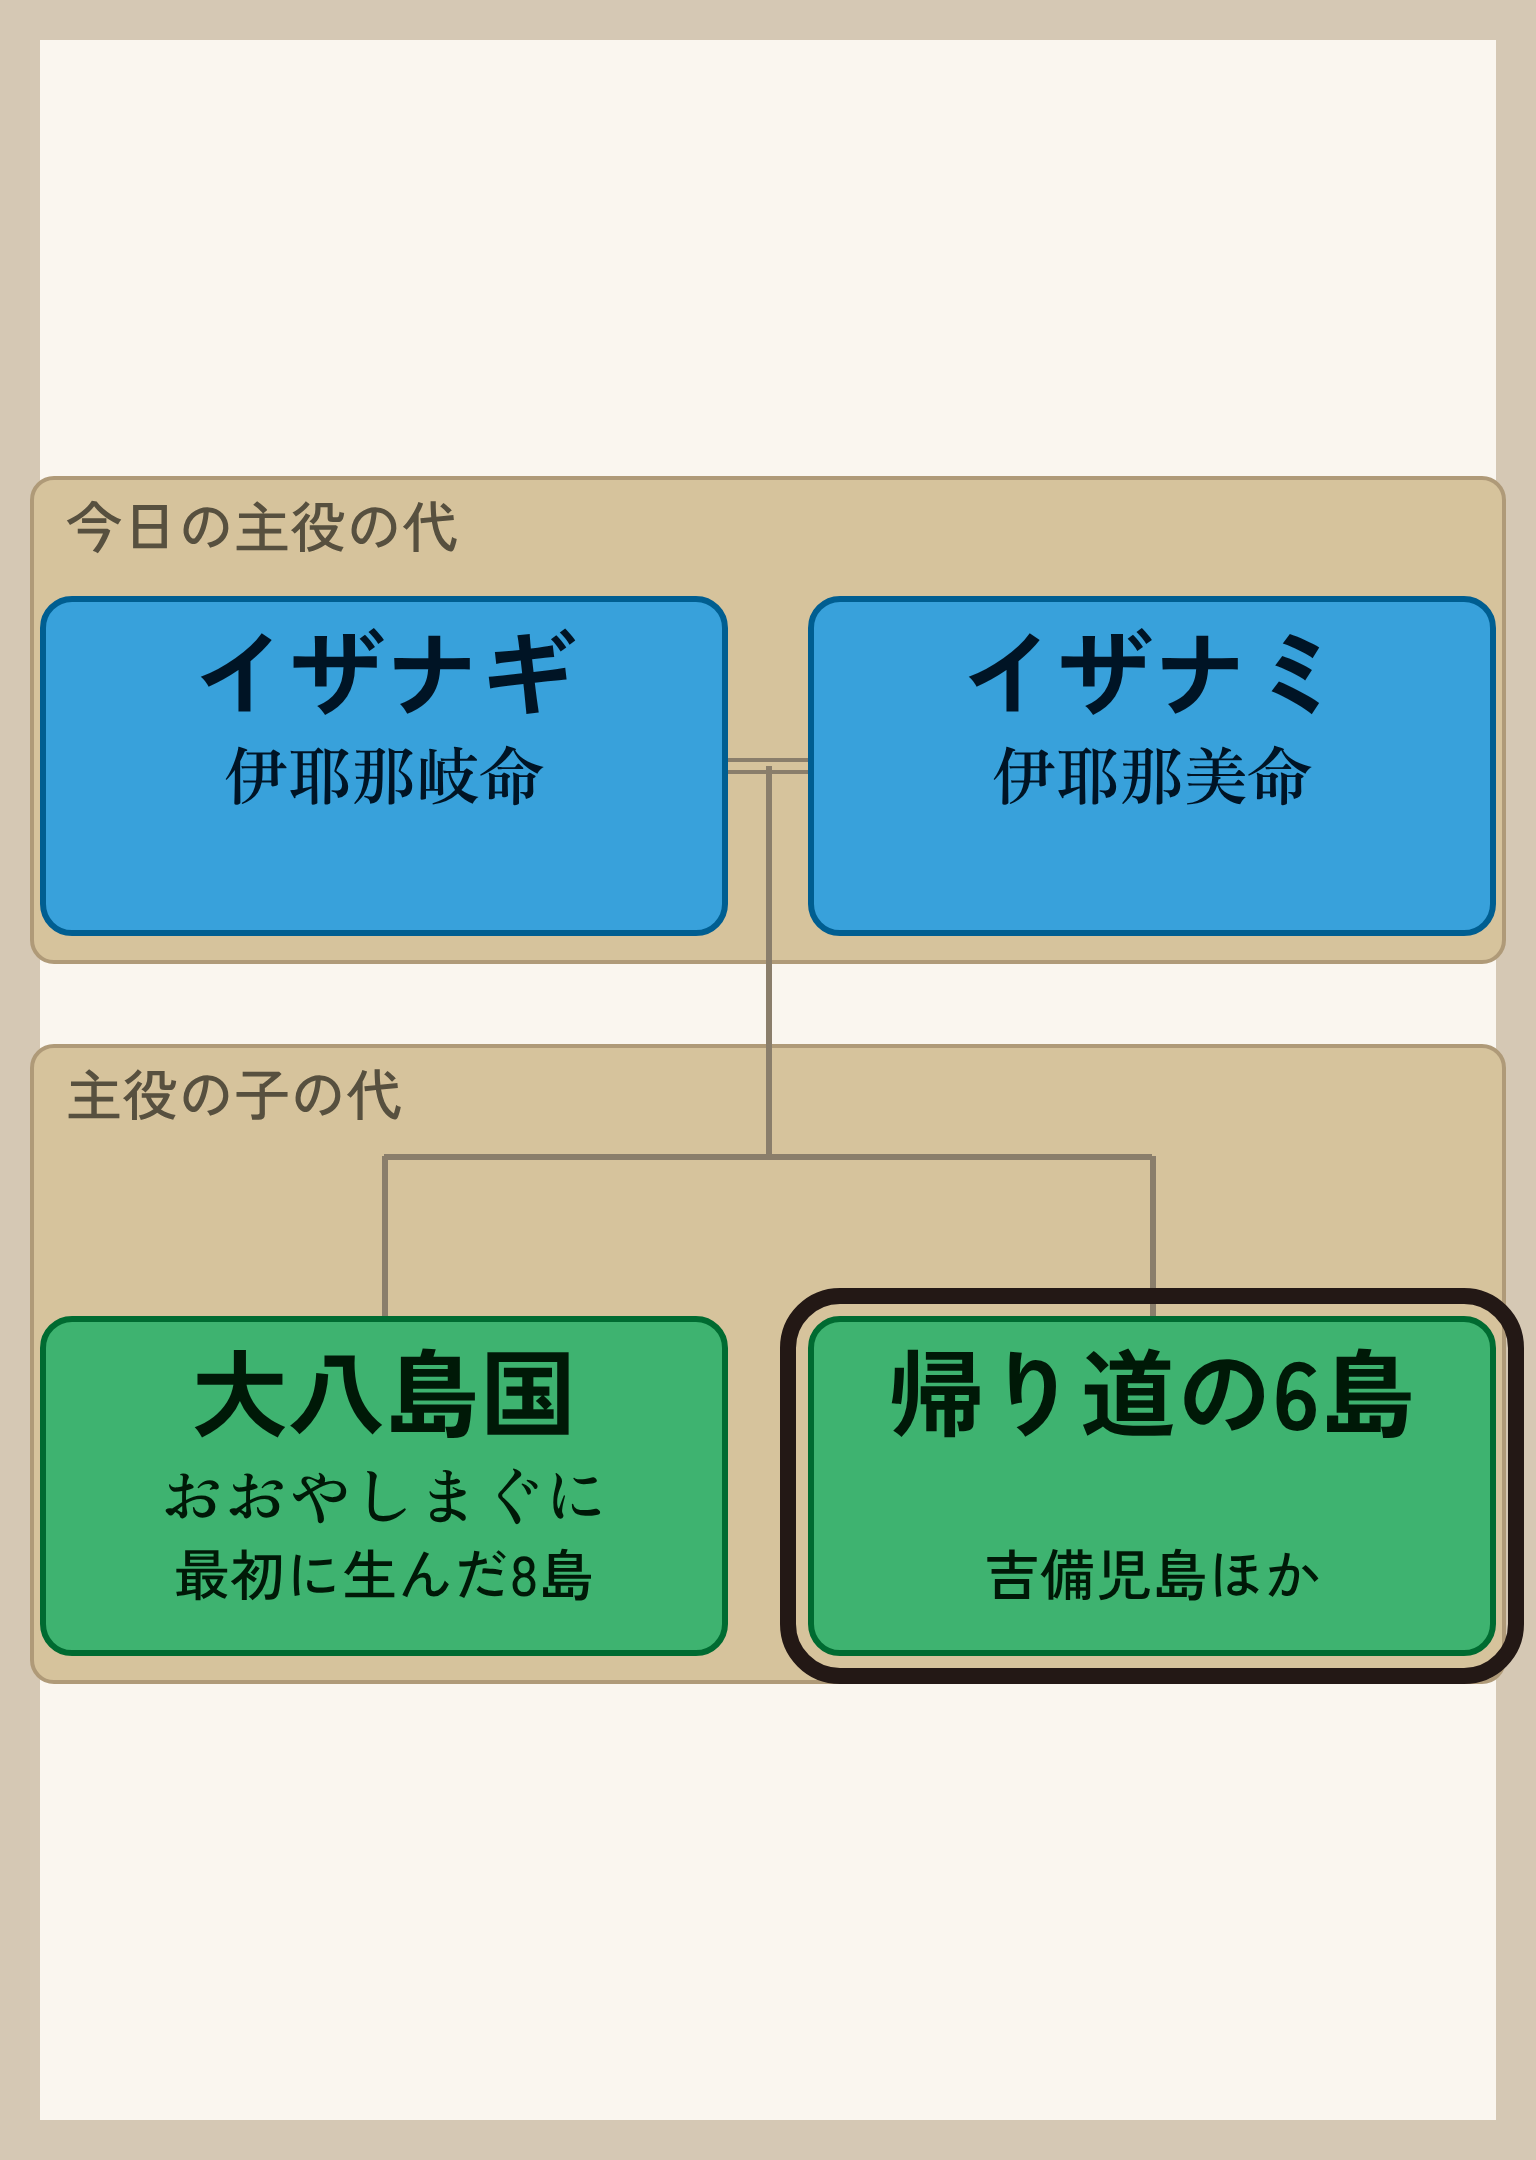 今日の主役の代
イザナギ
伊耶那岐命
イザナミ
伊耶那美命
主役の子の代
大八島国
おおやしまぐに
最初に生んだ8島
帰り道の6島
吉備児島ほか